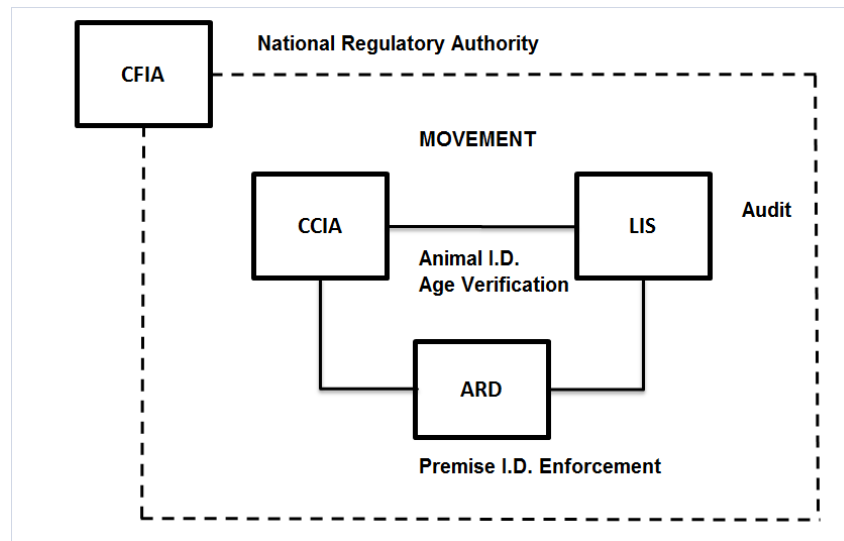 National Regulatory Authority
CFIA
MOVEMENT
CCIA
LIS
Audit
Animal I.D.
Age Verification
ARD
Premise I.D. Enforcement